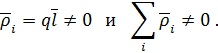 ρ̅ᵢ = ql̅ ≠ 0 и ∑ᵢ ρ̅ᵢ ≠ 0 .